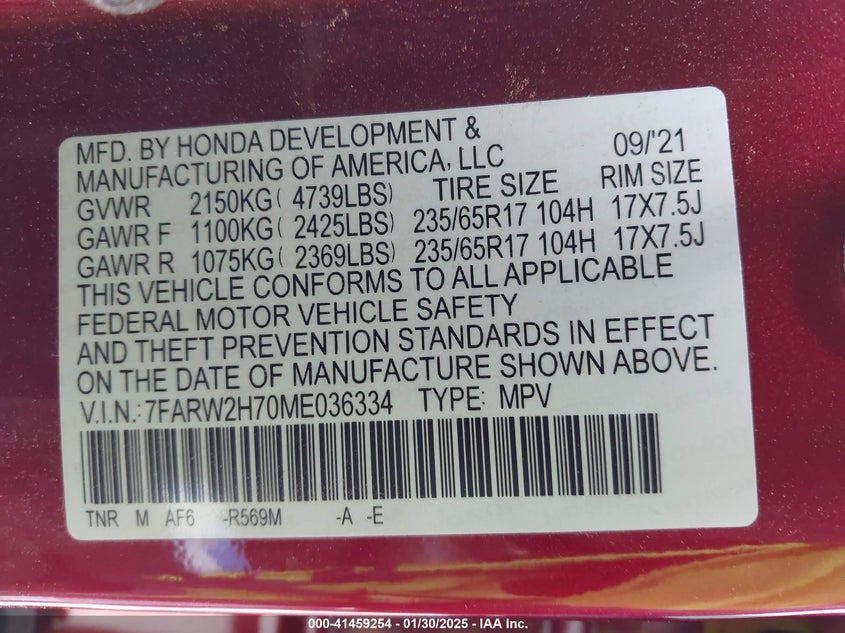 MFD. BY HONDA DEVELOPMENT &
MANUFACTURING OF AMERICA, LLC 09/'21
GVWR 2150KG( 4739LBS) TIRE SIZE RIM SIZE
GAWR F 1100KG( 2425LBS) 235/65R17 104H 17X7.5J
GAWR R 1075KG( 2369LBS) 235/65R17 104H 17X7.5J
THIS VEHICLE CONFORMS TO ALL APPLICABLE
FEDERAL MOTOR VEHICLE SAFETY
AND THEFT PREVENTION STANDARDS IN EFFECT
ON THE DATE OF MANUFACTURE SHOWN ABOVE.
V.I.N.:7FARW2H70ME036334 TYPE: MPV
TNR M AF6 -R569M -A -E
000-41459254 - 01/30/2025 - IAA Inc.